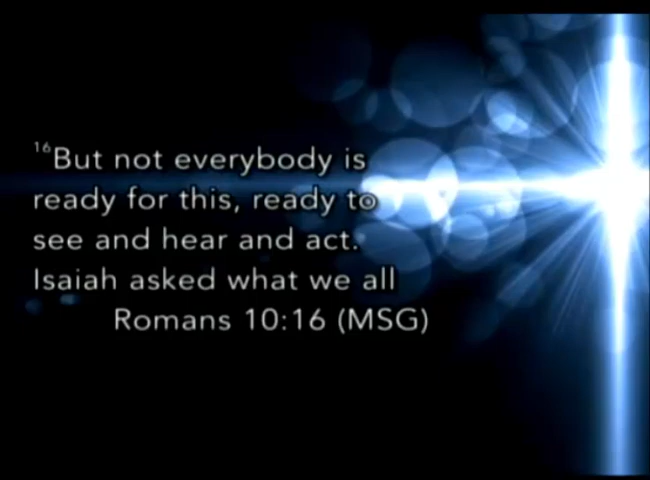 16But not everybody is
ready for this, ready to
see and hear and act.
Isaiah asked what we all
Romans 10:16 (MSG)